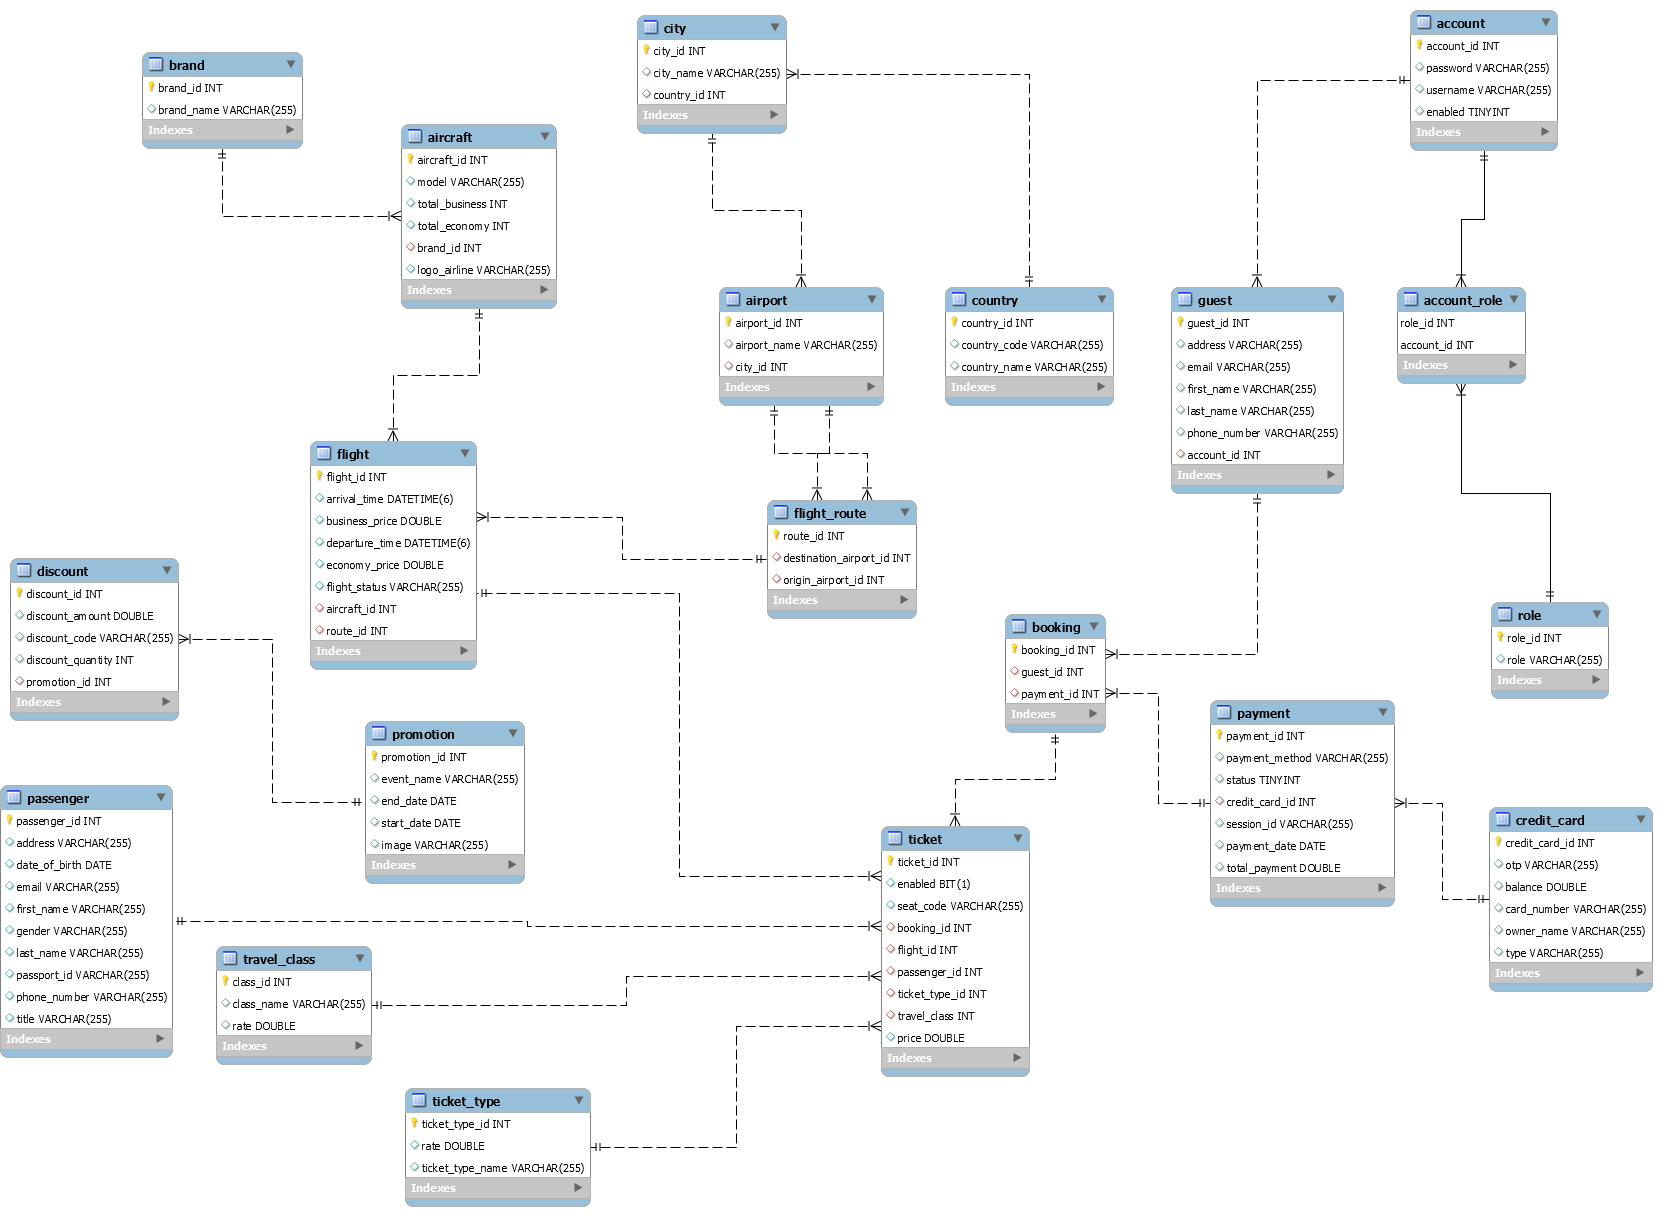 brand
brand_id INT
brand_name VARCHAR(255)
Indexes
aircraft
aircraft_id INT
model VARCHAR(255)
total_business INT
total_economy INT
brand_id INT
logo_airline VARCHAR(255)
Indexes
city
city_id INT
city_name VARCHAR(255)
country_id INT
Indexes
account
account_id INT
password VARCHAR(255)
username VARCHAR(255)
enabled TINYINT
Indexes
airport
airport_id INT
airport_name VARCHAR(255)
city_id INT
Indexes
country
country_id INT
country_code VARCHAR(255)
country_name VARCHAR(255)
Indexes
guest
guest_id INT
address VARCHAR(255)
email VARCHAR(255)
first_name VARCHAR(255)
last_name VARCHAR(255)
phone_number VARCHAR(255)
account_id INT
Indexes
account_role
role_id INT
account_id INT
Indexes
flight
flight_id INT
arrival_time DATETIME(6)
business_price DOUBLE
departure_time DATETIME(6)
economy_price DOUBLE
flight_status VARCHAR(255)
aircraft_id INT
route_id INT
Indexes
flight_route
route_id INT
destination_airport_id INT
origin_airport_id INT
Indexes
discount
discount_id INT
discount_amount DOUBLE
discount_code VARCHAR(255)
discount_quantity INT
promotion_id INT
Indexes
booking
booking_id INT
guest_id INT
payment_id INT
Indexes
role
role_id INT
role VARCHAR(255)
Indexes
promotion
promotion_id INT
event_name VARCHAR(255)
end_date DATE
start_date DATE
image VARCHAR(255)
Indexes
payment
payment_id INT
payment_method VARCHAR(255)
status TINYINT
credit_card_id INT
session_id VARCHAR(255)
payment_date DATE
total_payment DOUBLE
Indexes
passenger
passenger_id INT
address VARCHAR(255)
date_of_birth DATE
email VARCHAR(255)
first_name VARCHAR(255)
gender VARCHAR(255)
last_name VARCHAR(255)
passport_id VARCHAR(255)
phone_number VARCHAR(255)
title VARCHAR(255)
Indexes
credit_card
credit_card_id INT
otp VARCHAR(255)
balance DOUBLE
card_number VARCHAR(255)
owner_name VARCHAR(255)
type VARCHAR(255)
Indexes
ticket
ticket_id INT
enabled BIT(1)
seat_code VARCHAR(255)
booking_id INT
flight_id INT
passenger_id INT
ticket_type_id INT
travel_class INT
price DOUBLE
Indexes
travel_class
class_id INT
class_name VARCHAR(255)
rate DOUBLE
Indexes
ticket_type
ticket_type_id INT
rate DOUBLE
ticket_type_name VARCHAR(255)
Indexes